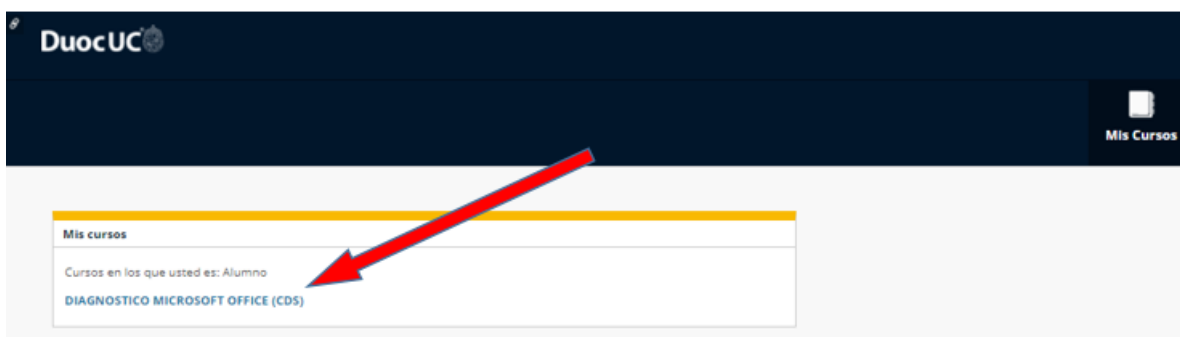 DuocUC
Mis Cursos
Mis cursos
Cursos en los que usted es: Alumno
DIAGNOSTICO MICROSOFT OFFICE (CDS)